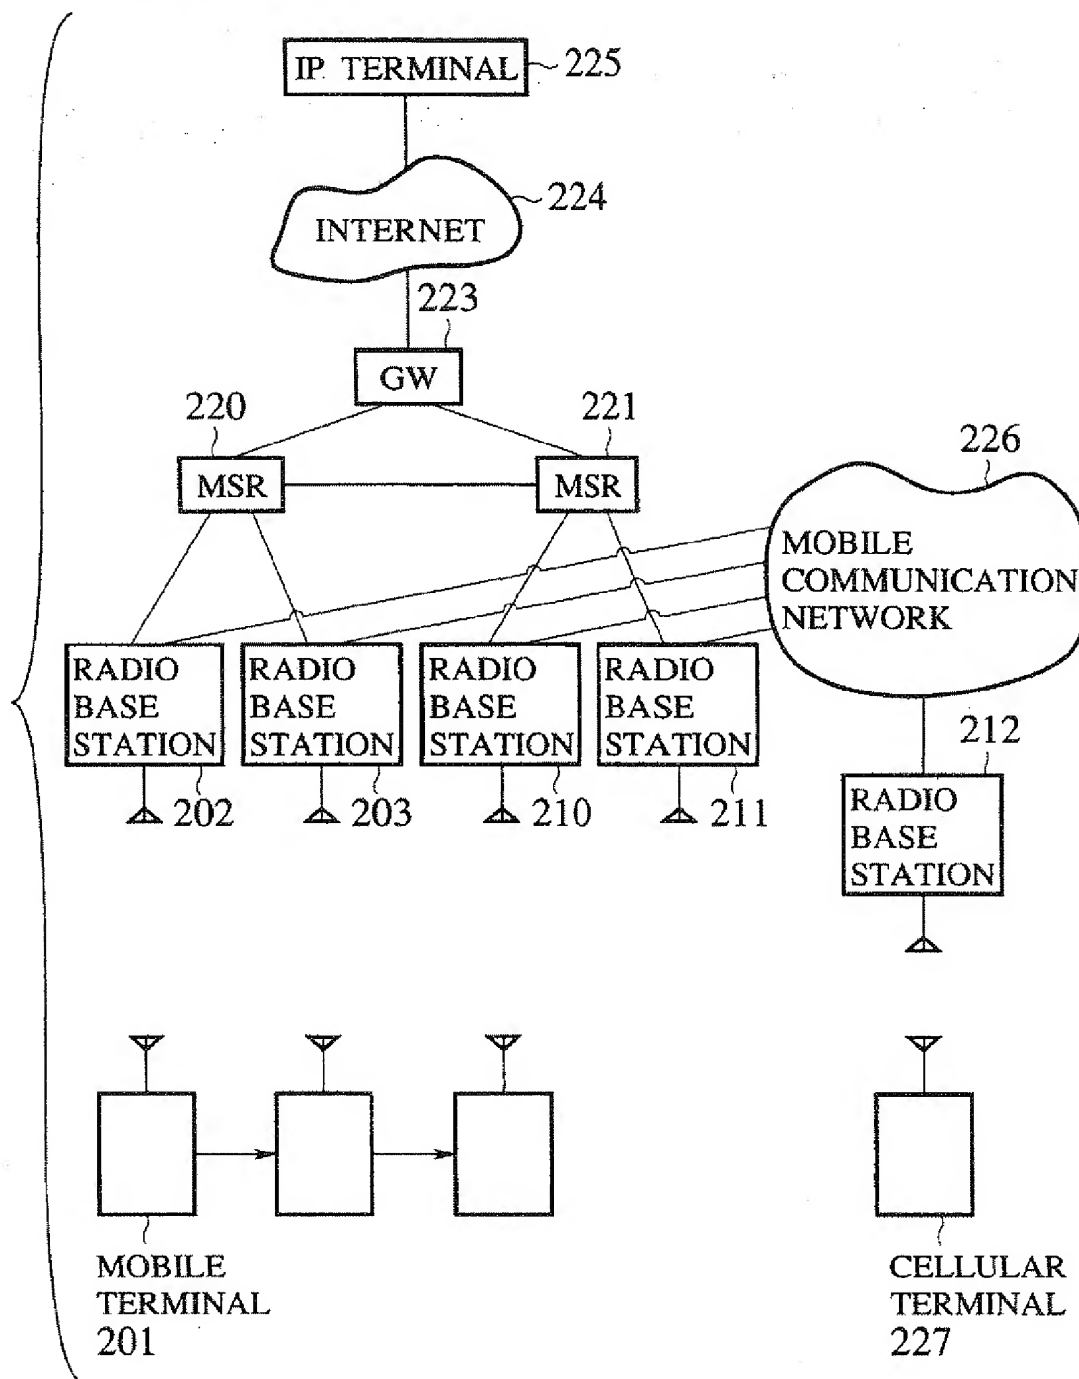 IP TERMINAL
225
224
INTERNET
223
GW
220
221
MSR
MSR
226
MOBILE
COMMUNICATION
NETWORK
RADIO
BASE
STATION
202
RADIO
BASE
STATION
203
RADIO
BASE
STATION
210
RADIO
BASE
STATION
211
212
RADIO
BASE
STATION
MOBILE
TERMINAL
201
CELLULAR
TERMINAL
227